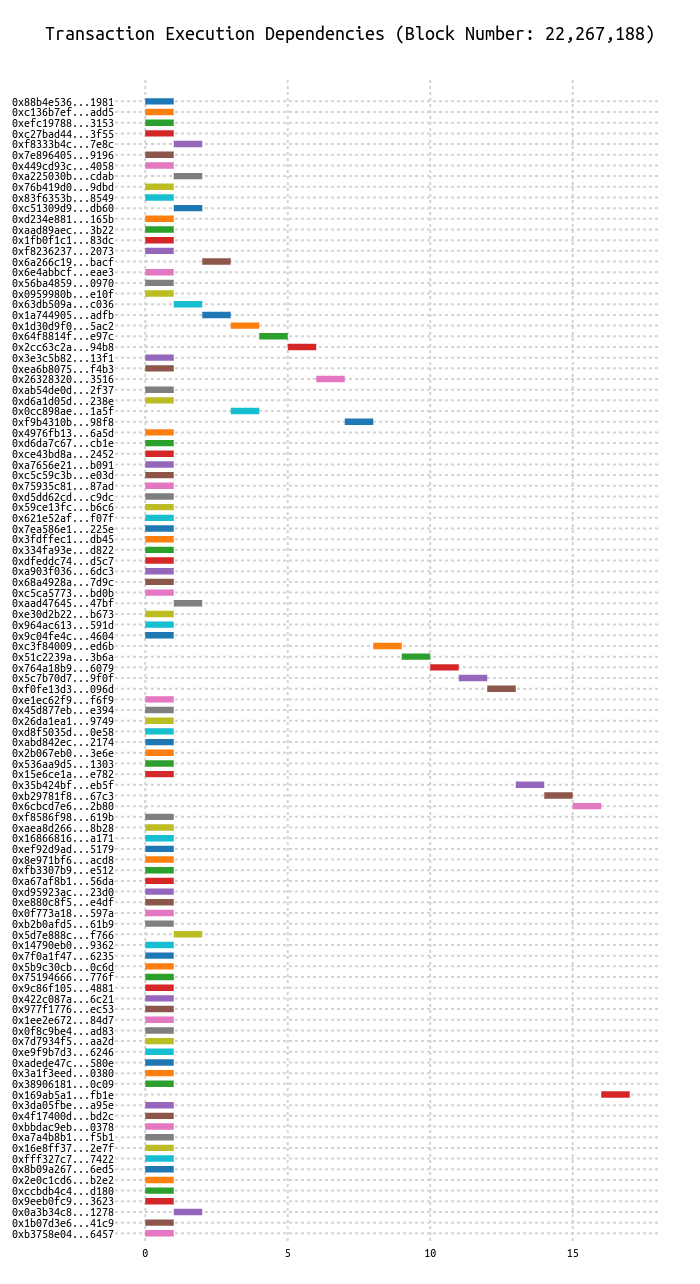 Transaction Execution Dependencies (Block Number: 22,267,188)
0x88b4e536...1981
0xc136b7ef...add5
0xefc19788...3153
0xc27bad44...3f55
0xf8333b4c...7e8c
0x7e896405...9196
0x449cd93c...4058
0xa225030b...cdab
0x76b419d0...9dbd
0x83f6353b...8549
0xc51309d9...db60
0xd234e881...165b
0xaad89aec...3b22
0x1fb0f1c1...83dc
0xf8236237...2073
0x6a266c19...bacf
0x6e4abbcf...eae3
0x56ba4859...0970
0x0959980b...e10f
0x63db509a...c036
0x1a744905...adfb
0x1d30d9f0...5ac2
0x64f8814f...e97c
0x2cc63c2a...94b8
0x3e3c5b82...13f1
0xea6b8075...f4b3
0x26328320...3516
0xab54de0d...2f37
0xd6a1d05d...238e
0x0cc898ae...1a5f
0xf9b4310b...98f8
0x4976fb13...6a5d
0xd6da7c67...cb1e
0xce43bd8a...2452
0xa7656e21...b091
0xc5c59c3b...e03d
0x75935c81...87ad
0xd5dd62cd...c9dc
0x59ce13fc...b6c6
0x621e52af...f07f
0x7ea586e1...225e
0x3fdffec1...db45
0x334fa93e...d822
0xdfeddc74...d5c7
0xa903f036...6dc3
0x68a4928a...7d9c
0xc5ca5773...bd0b
0xaad47645...47bf
0xe30d2b22...b673
0x964ac613...591d
0x9c04fe4c...4604
0xc3f84009...ed6b
0x51c2239a...3b6a
0x764a18b9...6079
0x5c7b70d7...9f0f
0xf0fe13d3...096d
0xe1ec62f9...f6f9
0x45d877eb...e394
0x26da1ea1...9749
0xd8f5035d...0e58
0xabd842ec...2174
0x2b067eb0...3e6e
0x536aa9d5...1303
0x15e6ce1a...e782
0x35b424bf...eb5f
0xb29781f8...67c3
0x6cbcd7e6...2b80
0xf8586f98...619b
0xaea8d266...8b28
0x16866816...a171
0xef92d9ad...5179
0x8e971bf6...acd8
0xfb3307b9...e512
0xa67af8b1...56da
0xd95923ac...23d0
0xe880c8f5...e4df
0x0f773a18...597a
0xb2b0afd5...61b9
0x5d7e888c...f766
0x14790eb0...9362
0x7f0a1f47...6235
0x5b9c30cb...0c6d
0x75194666...776f
0x9c86f105...4881
0x422c087a...6c21
0x977f1776...ec53
0x1ee2e672...84d7
0x0f8c9be4...ad83
0x7d7934f5...aa2d
0xe9f9b7d3...6246
0xadede47c...580e
0x3a1f3eed...0380
0x38906181...0c09
0x169ab5a1...fb1e
0x3da05fbe...a95e
0x4f17400d...bd2c
0xbbdac9eb...0378
0xa7a4b8b1...f5b1
0x16e8ff37...2e7f
0xfff327c7...7422
0x8b09a267...6ed5
0x2e0c1cd6...b2e2
0xccbdb4c4...d180
0x9eeb0fc9...3623
0x0a3b34c8...1278
0x1b07d3e6...41c9
0xb3758e04...6457
0 5 10 15